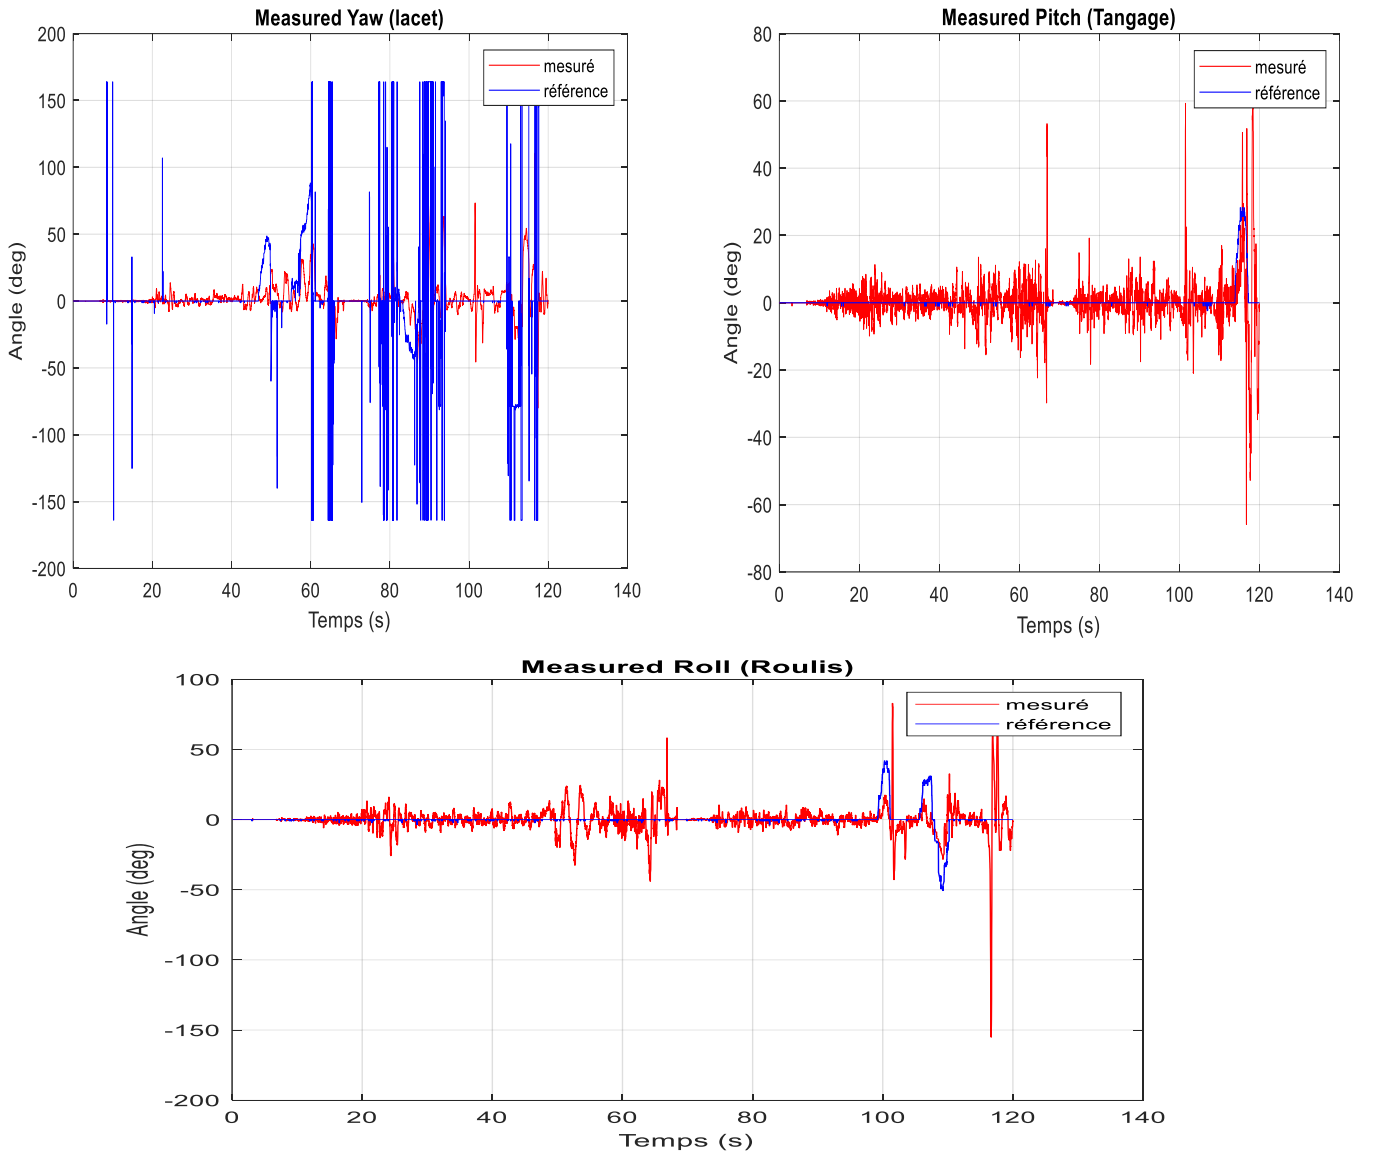 Measured Yaw (lacet)
200
150
100
50
0
-50
-100
-150
-200
0 20 40 60 80 100 120 140
Angle (deg)
Temps (s)
mesuré
référence
Measured Pitch (Tangage)
80
60
40
20
0
-20
-40
-60
-80
0 20 40 60 80 100 120 140
Angle (deg)
Temps (s)
mesuré
référence
Measured Roll (Roulis)
100
50
0
-50
-100
-150
-200
0 20 40 60 80 100 120 140
Angle (deg)
Temps (s)
mesuré
référence